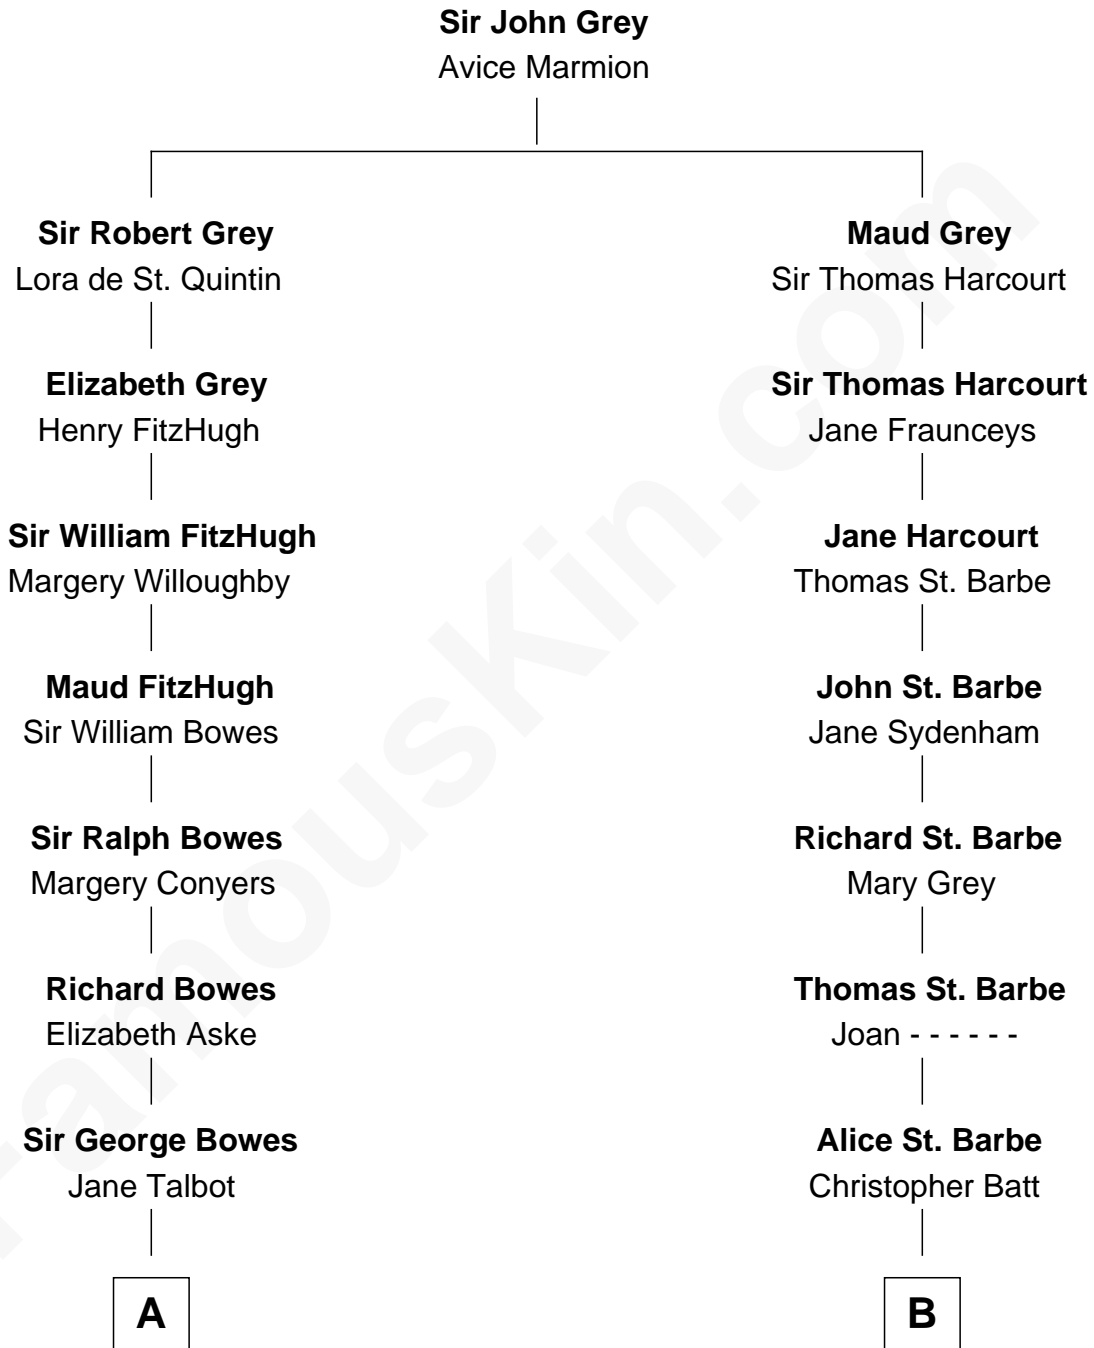 Sir John Grey
Avice Marmion
Sir Robert Grey
Lora de St. Quintin
Maud Grey
Sir Thomas Harcourt
Elizabeth Grey
Henry FitzHugh
Sir Thomas Harcourt
Jane Fraunceys
Sir William FitzHugh
Margery Willoughby
Jane Harcourt
Thomas St. Barbe
Maud FitzHugh
Sir William Bowes
John St. Barbe
Jane Sydenham
Sir Ralph Bowes
Margery Conyers
Richard St. Barbe
Mary Grey
Richard Bowes
Elizabeth Aske
Thomas St. Barbe
Joan - - - - - -
Sir George Bowes
Jane Talbot
Alice St. Barbe
Christopher Batt
A
B
FamousKin.com